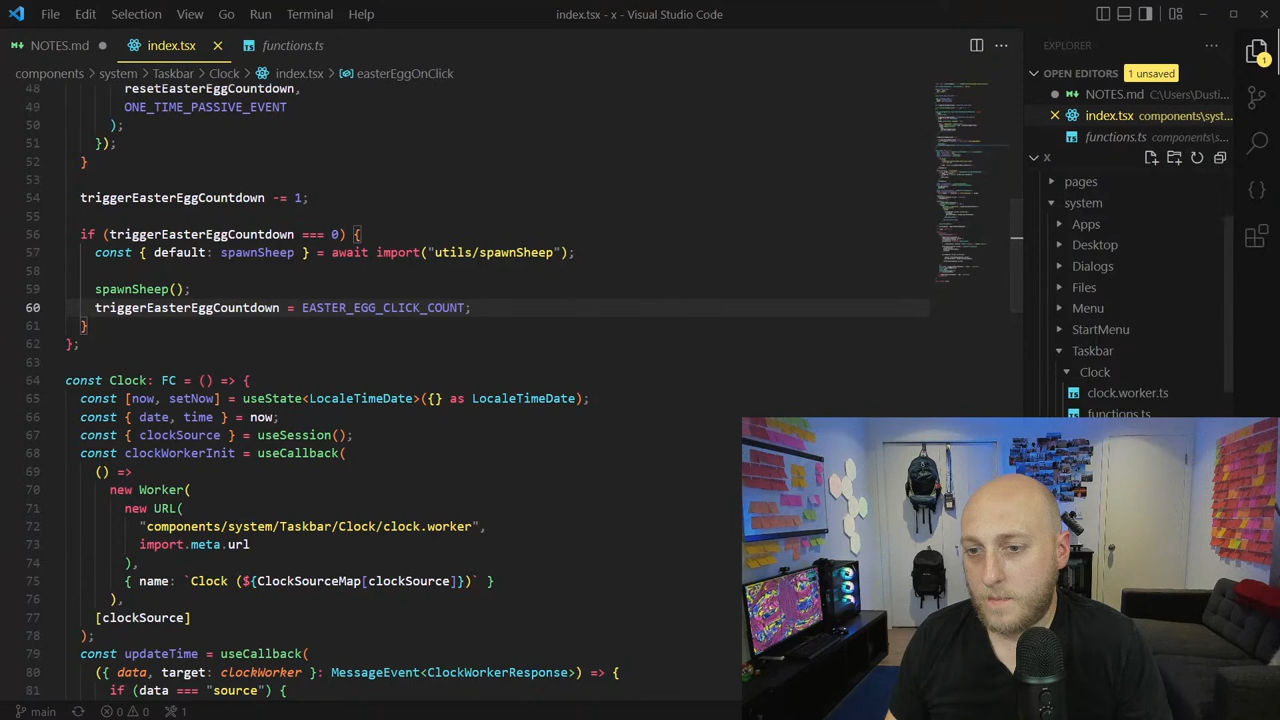 File Edit Selection View Go Run Terminal Help
index.tsx - x - Visual Studio Code
NOTES.md
index.tsx
functions.ts
components > system > Taskbar > Clock > index.tsx > easterEggOnClick
48 resetEasterEggCountdown,
49 ONE_TIME_PASSIVE_EVENT
50 );
51 });
52 }
53
54 triggerEasterEggCountdown -= 1;
55
56 if (triggerEasterEggCountdown === 0) {
57 const { default: spawnSheep } = await import("utils/spawnSheep");
58
59 spawnSheep();
60 triggerEasterEggCountdown = EASTER_EGG_CLICK_COUNT;
61 }
62 };
63
64 const Clock: FC = () => {
65 const [now, setNow] = useState<LocaleTimeDate>({} as LocaleTimeDate);
66 const { date, time } = now;
67 const { clockSource } = useSession();
68 const clockWorkerInit = useCallback(
69 () =>
70 new Worker(
71 new URL(
72 "components/system/Taskbar/Clock/clock.worker",
73 import.meta.url
74 ),
75 { name: `Clock (${ClockSourceMap[clockSource]})` }
76 ),
77 [clockSource]
78 );
79 const updateTime = useCallback(
80 ({ data, target: clockWorker }: MessageEvent<ClockWorkerResponse>) => {
81 if (data === "source") {
EXPLORER
OPEN EDITORS 1 unsaved
NOTES.md C:\Users\Dusti...
index.tsx components\syst...
functions.ts components\s...
X
pages
system
Apps
Desktop
Dialogs
Files
Menu
StartMenu
Taskbar
Clock
clock.worker.ts
functions.ts
1
main 0 0 1